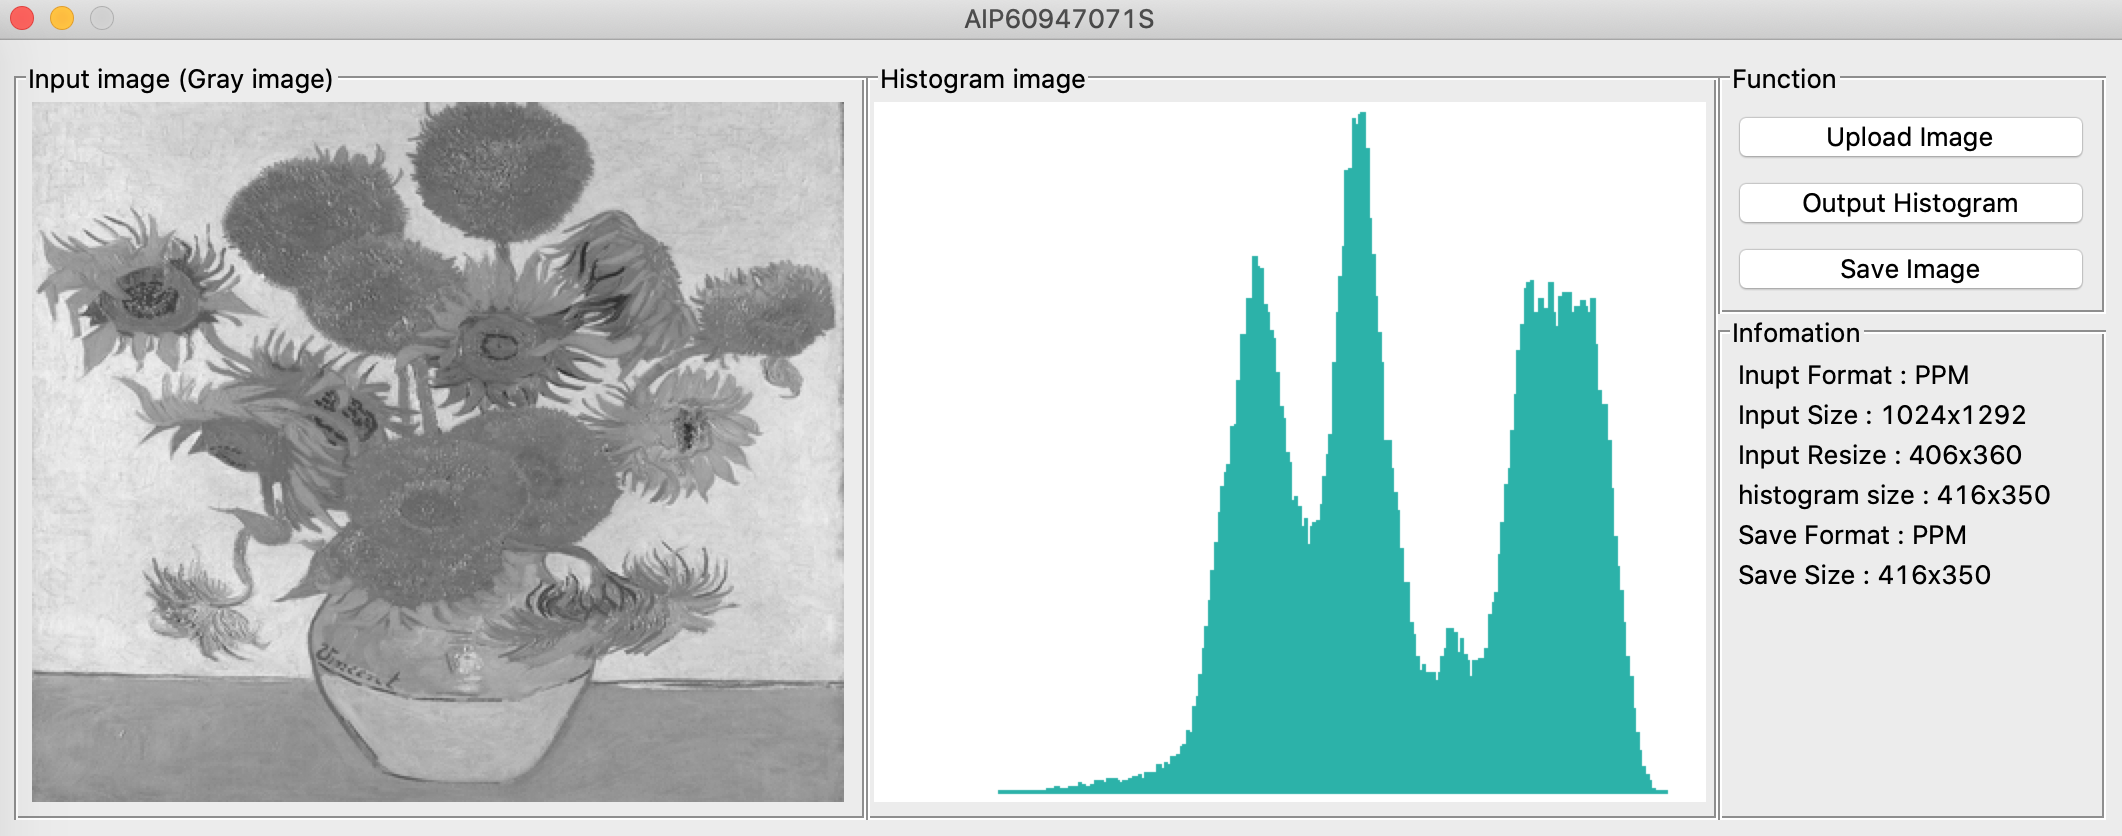 AIP60947071S
Input image (Gray image)
Vincent
Histogram image
Function
Upload Image
Output Histogram
Save Image
Infomation
Inupt Format : PPM
Input Size : 1024x1292
Input Resize : 406x360
histogram size : 416x350
Save Format : PPM
Save Size : 416x350